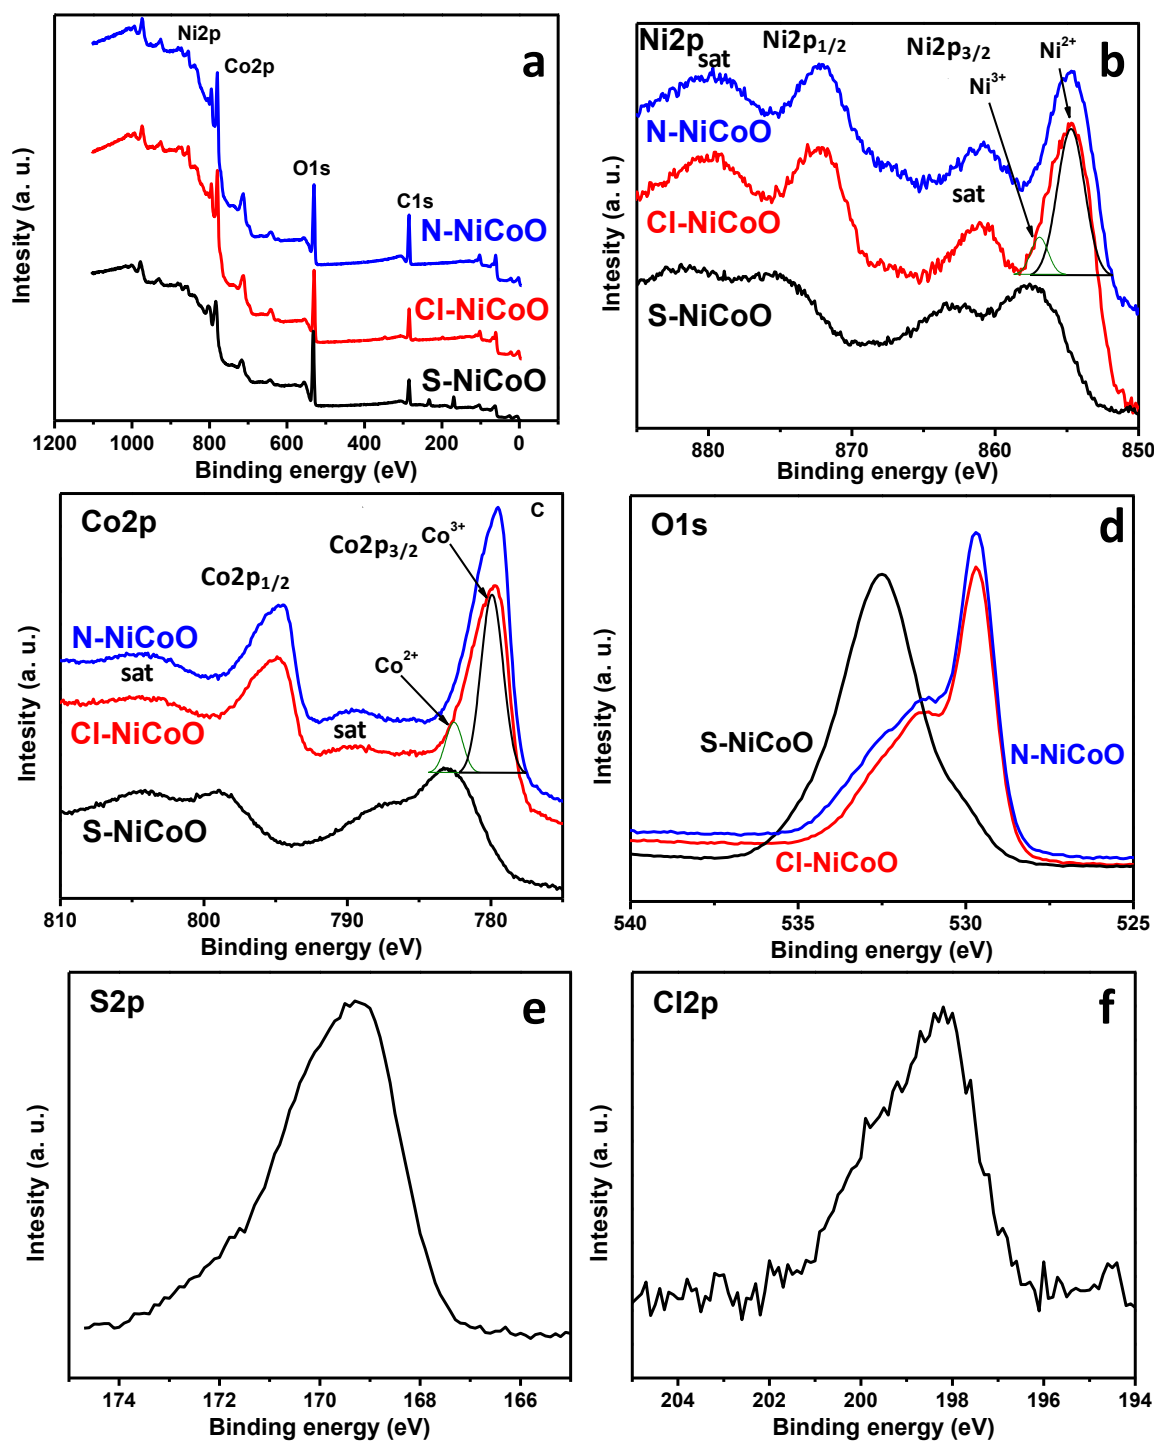 a
Ni2p
Co2p
O1s
C1s
N-NiCoO
Cl-NiCoO
S-NiCoO
Intesity (a. u.)
1200 1000 800 600 400 200 0
Binding energy (eV)
b
Ni2p
sat
Ni2p1/2
Ni2p3/2
Ni2+
Ni3+
N-NiCoO
Cl-NiCoO
sat
S-NiCoO
Intesity (a. u.)
880 870 860 850
Binding energy (eV)
c
Co2p
Co2p1/2
Co2p3/2
Co3+
Co2+
N-NiCoO
sat
Cl-NiCoO
sat
S-NiCoO
Intesity (a. u.)
810 800 790 780
Binding energy (eV)
d
O1s
S-NiCoO
N-NiCoO
Cl-NiCoO
Intesity (a. u.)
540 535 530 525
Binding energy (eV)
e
S2p
Intesity (a. u.)
174 172 170 168 166
Binding energy (eV)
f
Cl2p
Intesity (a. u.)
204 202 200 198 196 194
Binding energy (eV)